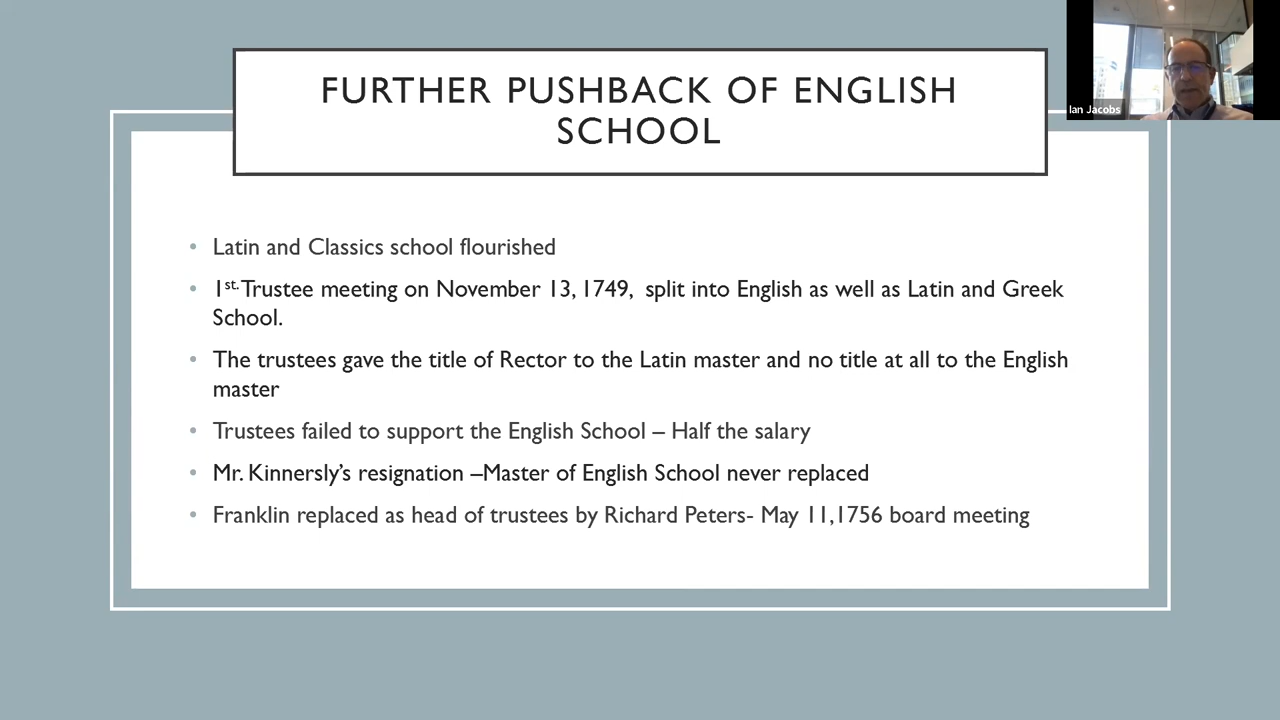 FURTHER PUSHBACK OF ENGLISH
SCHOOL
Ian Jacobs
• Latin and Classics school flourished
• 1st. Trustee meeting on November 13, 1749, split into English as well as Latin and Greek
School.
• The trustees gave the title of Rector to the Latin master and no title at all to the English
master
• Trustees failed to support the English School – Half the salary
• Mr. Kinnersly’s resignation –Master of English School never replaced
• Franklin replaced as head of trustees by Richard Peters- May 11,1756 board meeting